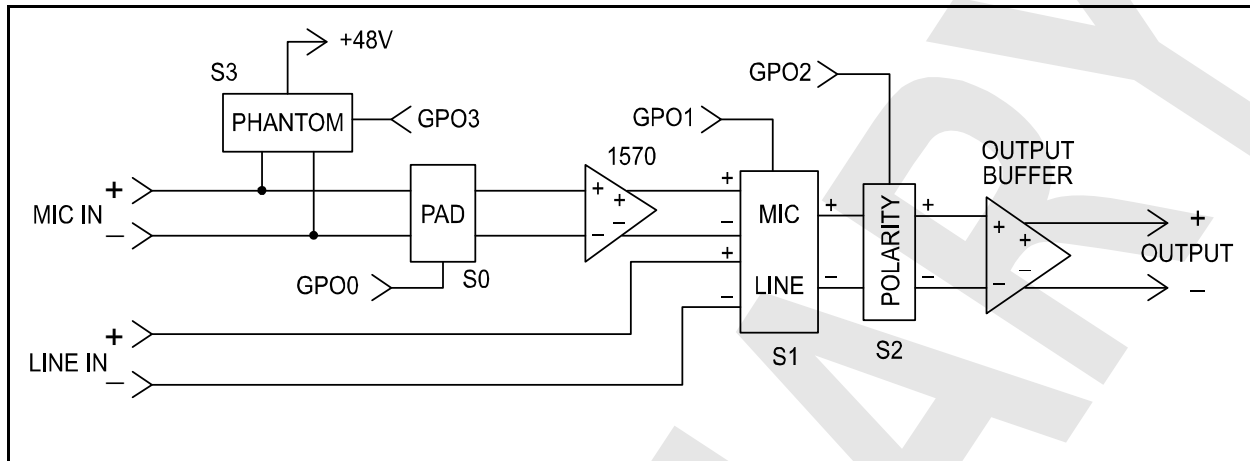 +48V
S3
GPO2
PHANTOM
GPO3
GPO1
1570
OUTPUT
BUFFER
+
MIC IN
−
PAD
+
+
−
−
+
−
+
−
MIC
LINE
+
−
POLARITY
+
−
+
+
−
−
+
OUTPUT
−
GPO0
S0
+
LINE IN
−
S1
S2